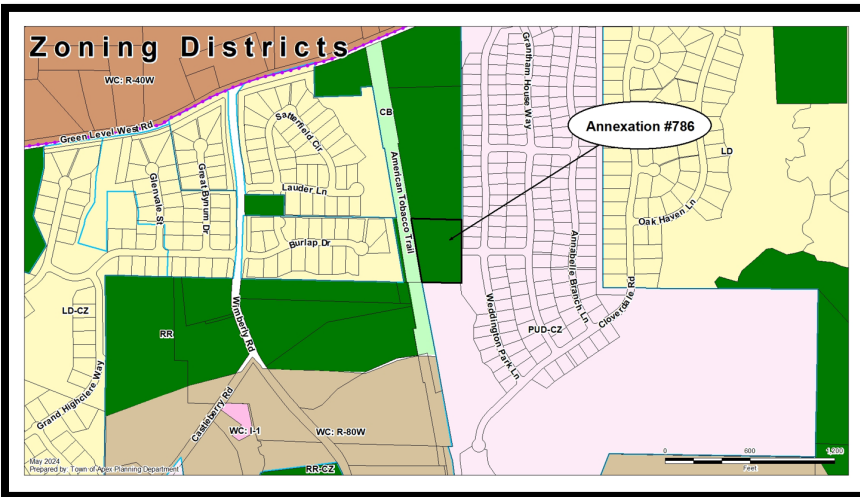 Zoning Districts
WC: R-40W
Green Level West Rd
Satterfield Cir
CB
Grantham House Way
Annexation #786
LD
Glenvale St
Great Bynum Dr
Lauder Ln
American Tobacco Trail
Oak Haven Ln
Burlap Dr
Annabelle Branch Ln
LD-CZ
RR
Wimberly Rd
Weddington Park Ln
PUD-CZ
Cloverdale Rd
Grand Highclere Way
Castleberry Rd
WC: I-1
WC: R-80W
RR-CZ
May 2024
Prepared by: Town of Apex Planning Department
0 600 1,200
Feet